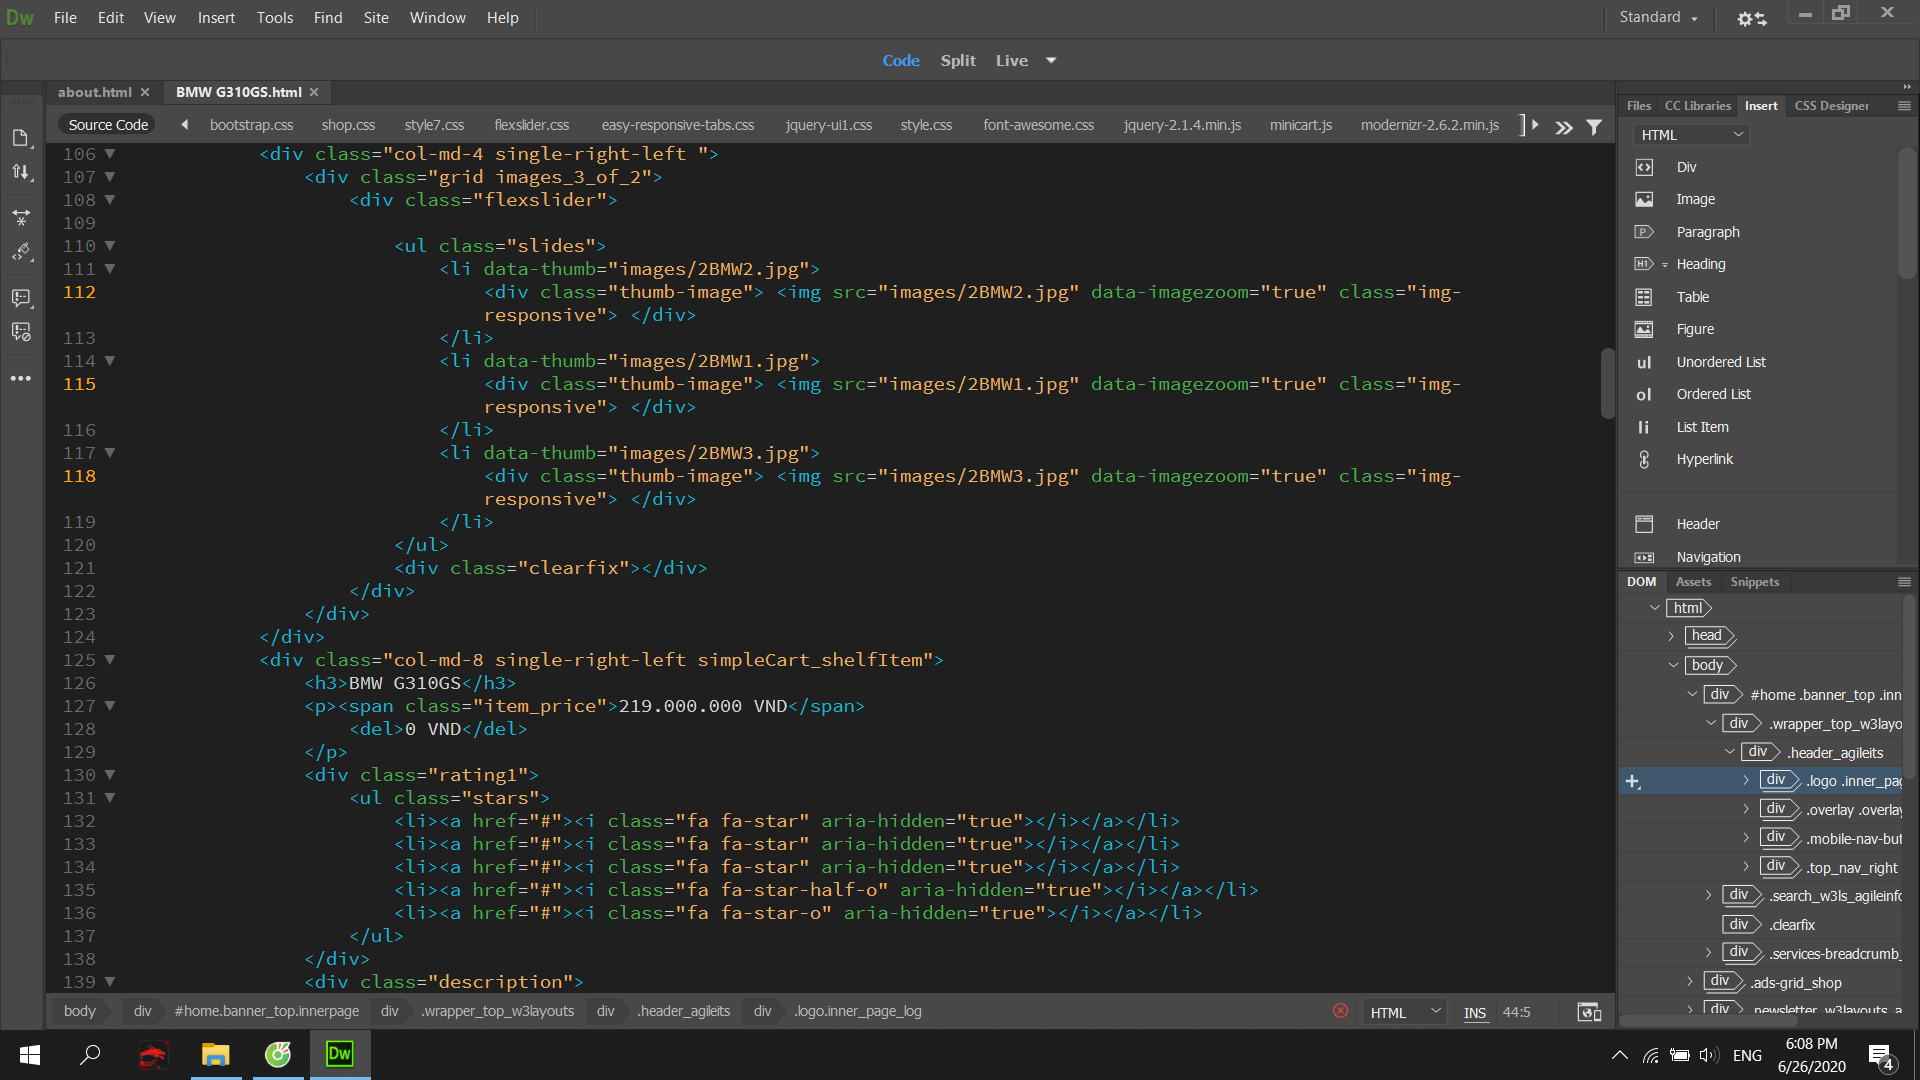 Dw File Edit View Insert Tools Find Site Window Help Standard
Code Split Live
about.html × BMW G310GS.html ×
Source Code bootstrap.css shop.css style7.css flexslider.css easy-responsive-tabs.css jquery-ui1.css style.css font-awesome.css jquery-2.1.4.min.js minicart.js modernizr-2.6.2.min.js
106 <div class="col-md-4 single-right-left ">
107 <div class="grid images_3_of_2">
108 <div class="flexslider">
109
110 <ul class="slides">
111 <li data-thumb="images/2BMW2.jpg">
112 <div class="thumb-image"> <img src="images/2BMW2.jpg" data-imagezoom="true" class="img-
responsive"> </div>
113 </li>
114 <li data-thumb="images/2BMW1.jpg">
115 <div class="thumb-image"> <img src="images/2BMW1.jpg" data-imagezoom="true" class="img-
responsive"> </div>
116 </li>
117 <li data-thumb="images/2BMW3.jpg">
118 <div class="thumb-image"> <img src="images/2BMW3.jpg" data-imagezoom="true" class="img-
responsive"> </div>
119 </li>
120 </ul>
121 <div class="clearfix"></div>
122 </div>
123 </div>
124 </div>
125 <div class="col-md-8 single-right-left simpleCart_shelfItem">
126 <h3>BMW G310GS</h3>
127 <p><span class="item_price">219.000.000 VND</span>
128 <del>0 VND</del>
129 </p>
130 <div class="rating1">
131 <ul class="stars">
132 <li><a href="#"><i class="fa fa-star" aria-hidden="true"></i></a></li>
133 <li><a href="#"><i class="fa fa-star" aria-hidden="true"></i></a></li>
134 <li><a href="#"><i class="fa fa-star" aria-hidden="true"></i></a></li>
135 <li><a href="#"><i class="fa fa-star-half-o" aria-hidden="true"></i></a></li>
136 <li><a href="#"><i class="fa fa-star-o" aria-hidden="true"></i></a></li>
137 </ul>
138 </div>
139 <div class="description">
body div #home.banner_top.innerpage div .wrapper_top_w3layouts div .header_agileits div .logo.inner_page_log HTML INS 44:5
Files CC Libraries Insert CSS Designer
HTML
Div
Image
P Paragraph
H1 Heading
Table
Figure
ul Unordered List
ol Ordered List
li List Item
Hyperlink
Header
Navigation
DOM Assets Snippets
html
head
body
div #home .banner_top .inn
div .wrapper_top_w3layo
div .header_agileits
div .logo .inner_pag
div .overlay .overlay
div .mobile-nav-but
div .top_nav_right
div .search_w3ls_agileinfo
div .clearfix
div .services-breadcrumb_
div .ads-grid_shop
div .newsletter_w3layouts_a
Dw ENG 6:08 PM
6/26/2020 4